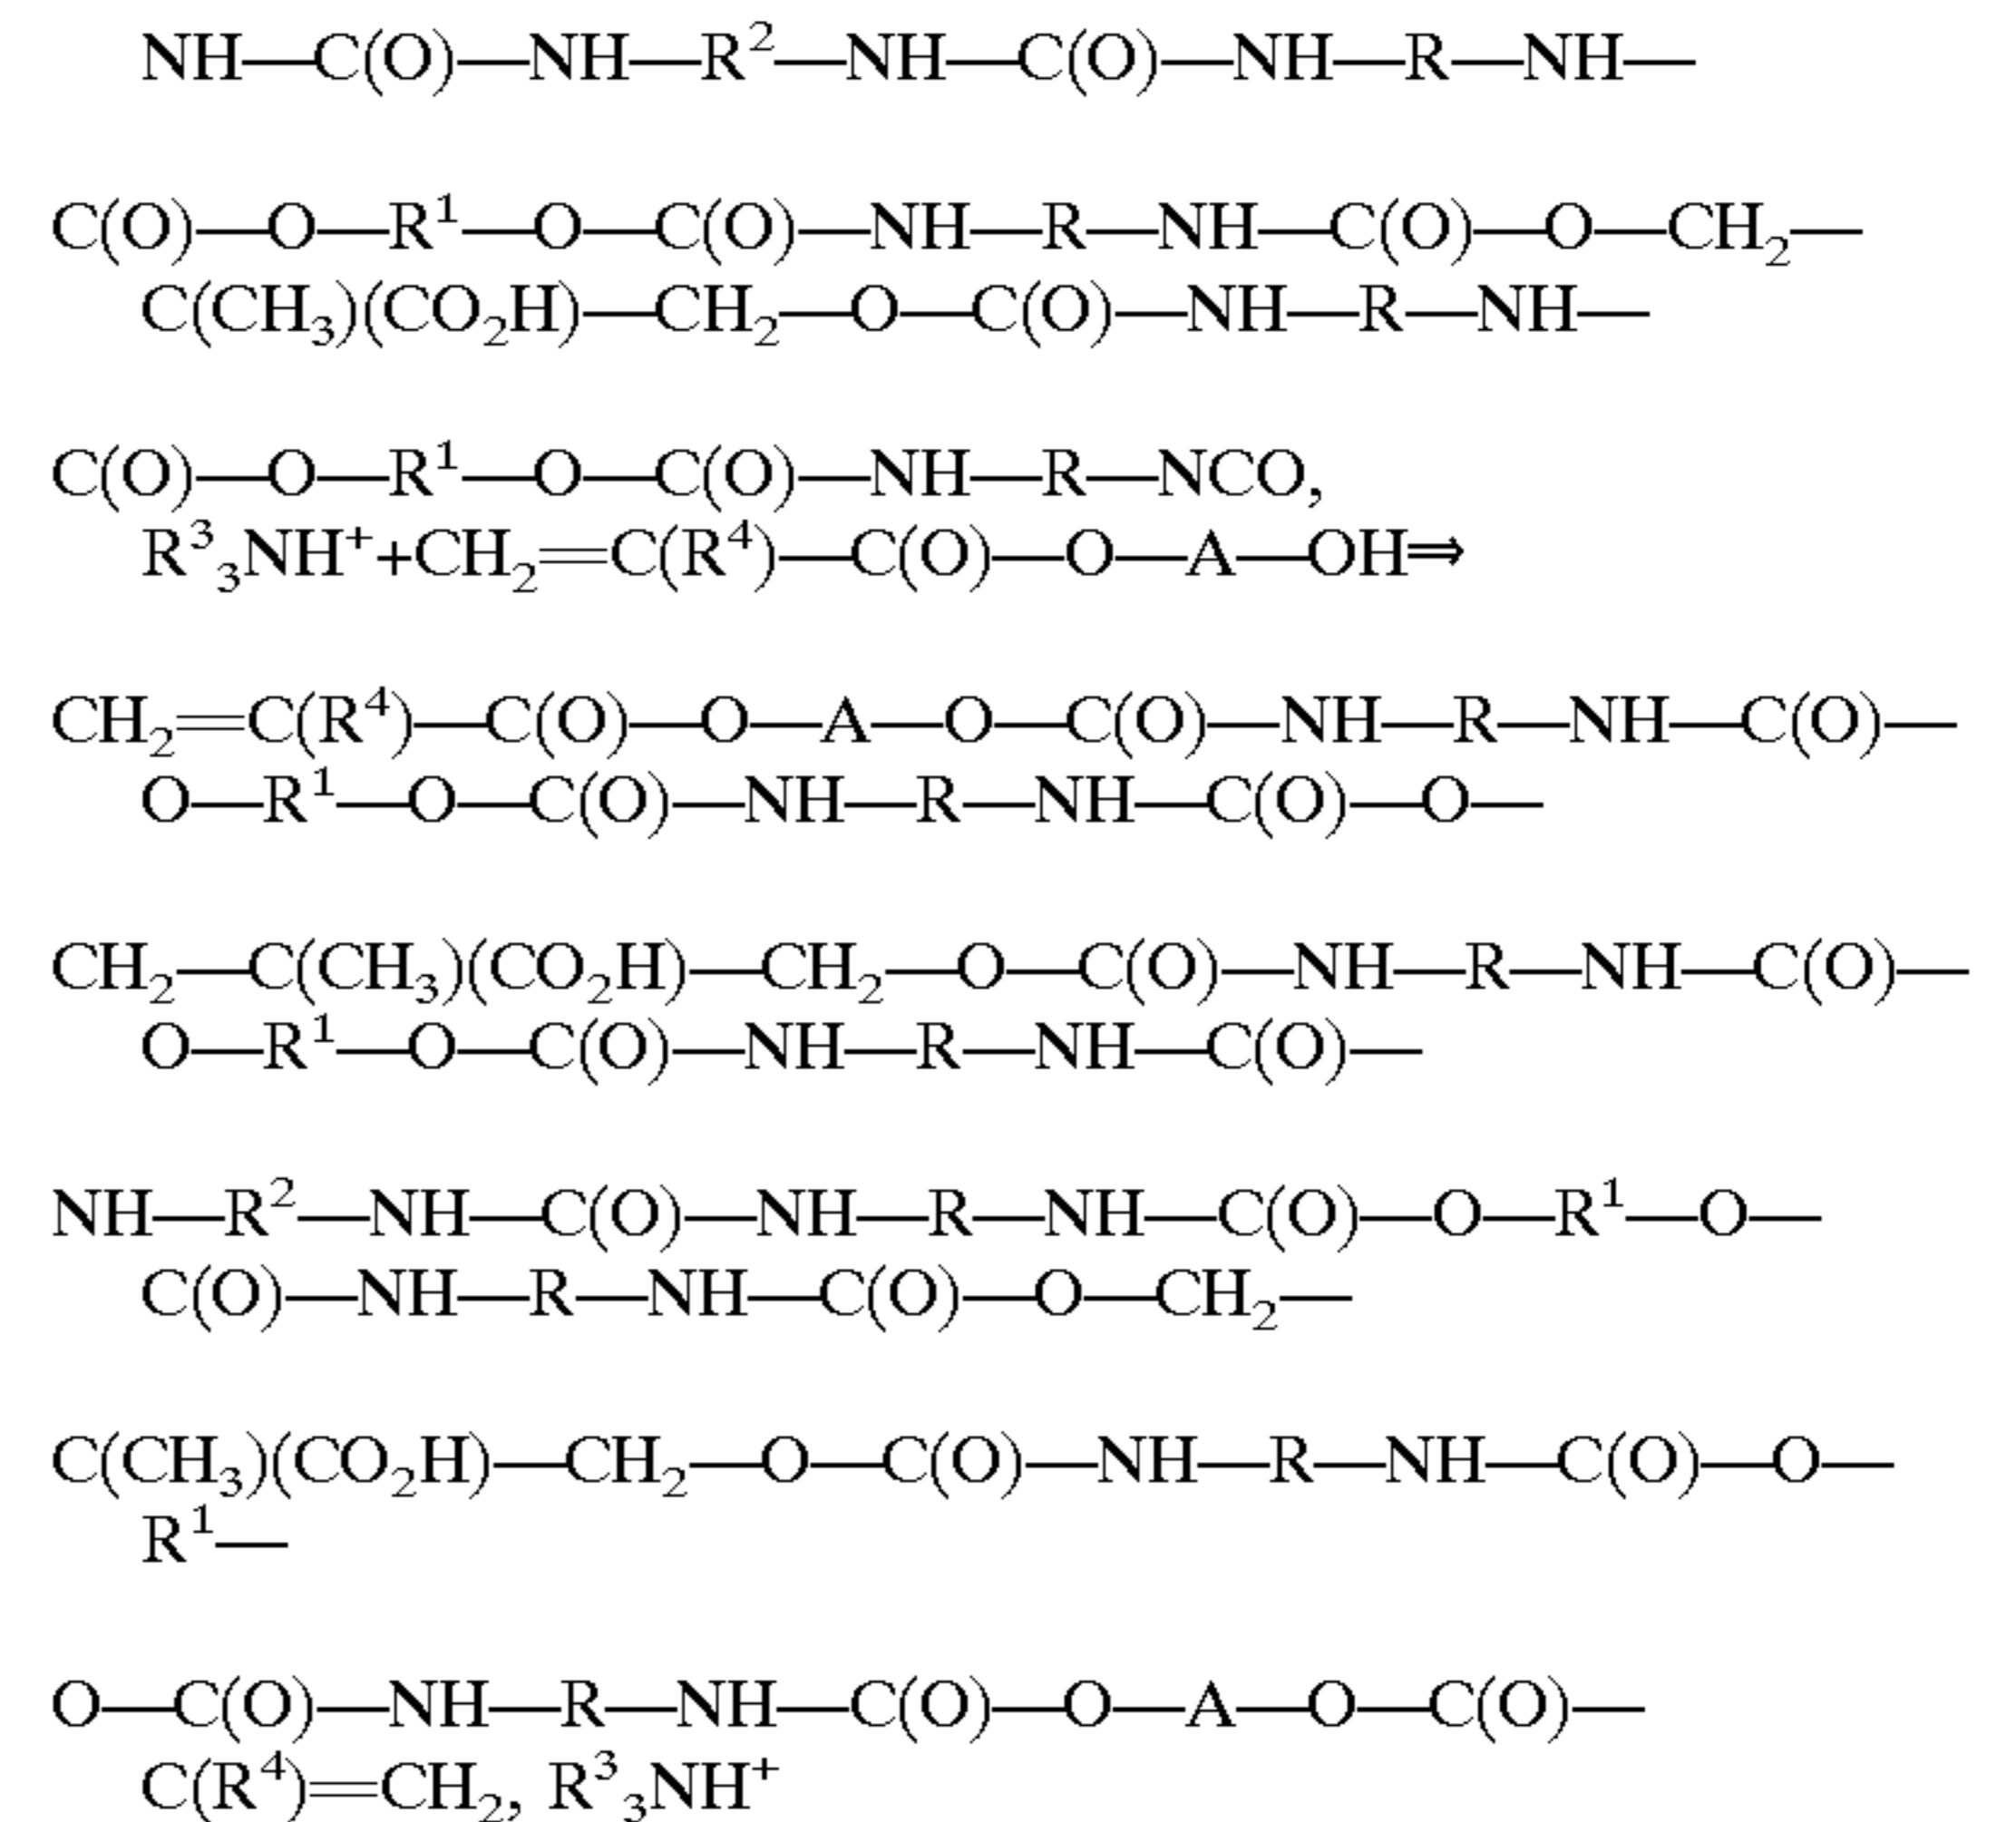 NH—C(O)—NH—R²—NH—C(O)—NH—R—NH—
C(O)—O—R¹—O—C(O)—NH—R—NH—C(O)—O—CH₂—
C(CH₃)(CO₂H)—CH₂—O—C(O)—NH—R—NH—
C(O)—O—R¹—O—C(O)—NH—R—NCO,
R³₃NH⁺+CH₂=C(R⁴)—C(O)—O—A—OH⇒
CH₂=C(R⁴)—C(O)—O—A—O—C(O)—NH—R—NH—C(O)—
O—R¹—O—C(O)—NH—R—NH—C(O)—O—
CH₂—C(CH₃)(CO₂H)—CH₂—O—C(O)—NH—R—NH—C(O)—
O—R¹—O—C(O)—NH—R—NH—C(O)—
NH—R²—NH—C(O)—NH—R—NH—C(O)—O—R¹—O—
C(O)—NH—R—NH—C(O)—O—CH₂—
C(CH₃)(CO₂H)—CH₂—O—C(O)—NH—R—NH—C(O)—O—
R¹—
O—C(O)—NH—R—NH—C(O)—O—A—O—C(O)—
C(R⁴)=CH₂, R³₃NH⁺